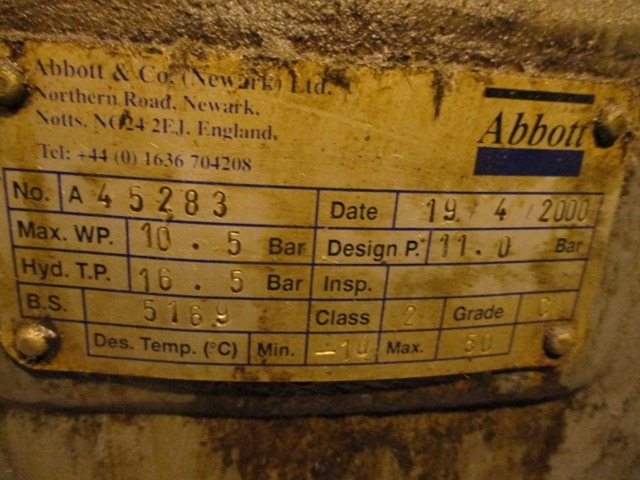 Abbott & Co. (Newark) Ltd.
Northern Road, Newark,
Notts, NG24 2EJ, England,
Tel: +44 (0) 1636 704208
Abbott
No. A 45283 Date 19 / 4 / 2000
Max. WP. 10.5 Bar Design P. 11.0 Bar
Hyd. T.P. 16.5 Bar Insp.
B.S. 5169 Class 2 Grade C
Des. Temp. (°C) Min. -10 Max. 50